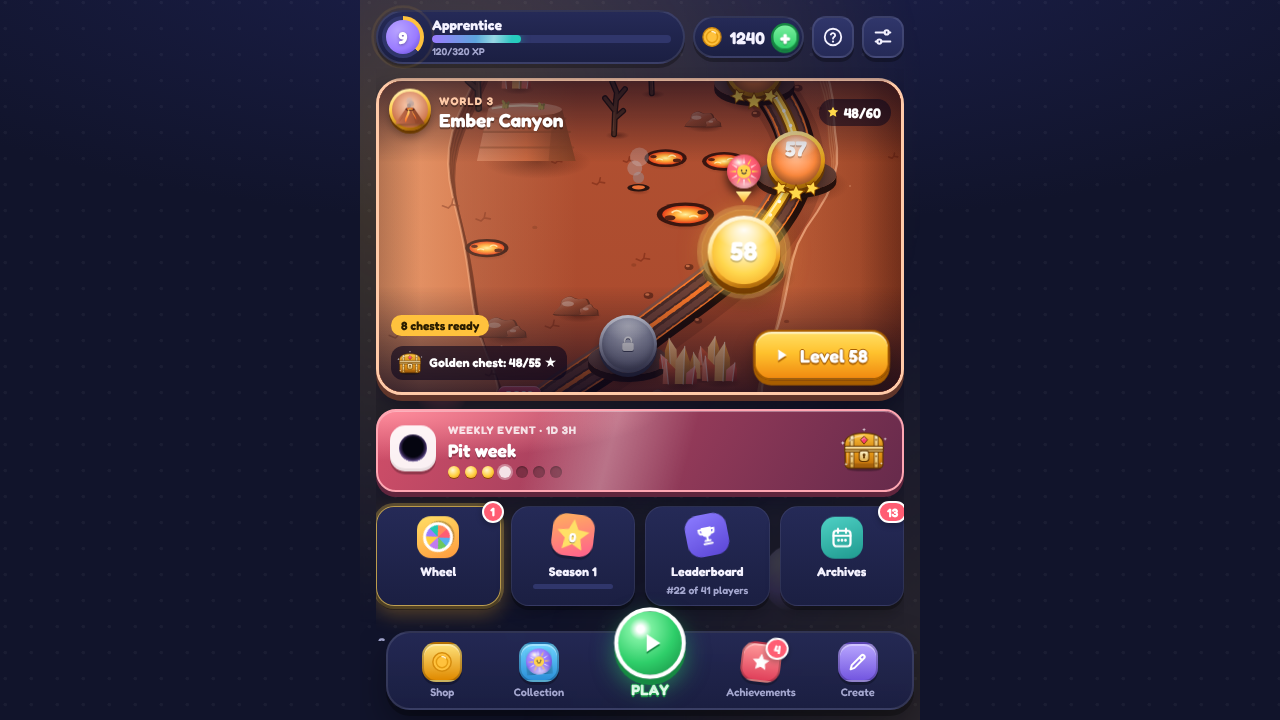 9
Apprentice
120/320 XP
1240
WORLD 3
Ember Canyon
48/60
57
58
8 chests ready
Golden chest: 48/55 ★
Level 58
WEEKLY EVENT · 1D 3H
Pit week
1
13
0
Wheel
Season 1
Leaderboard
Archives
#22 of 41 players
4
Shop
Collection
PLAY
Achievements
Create